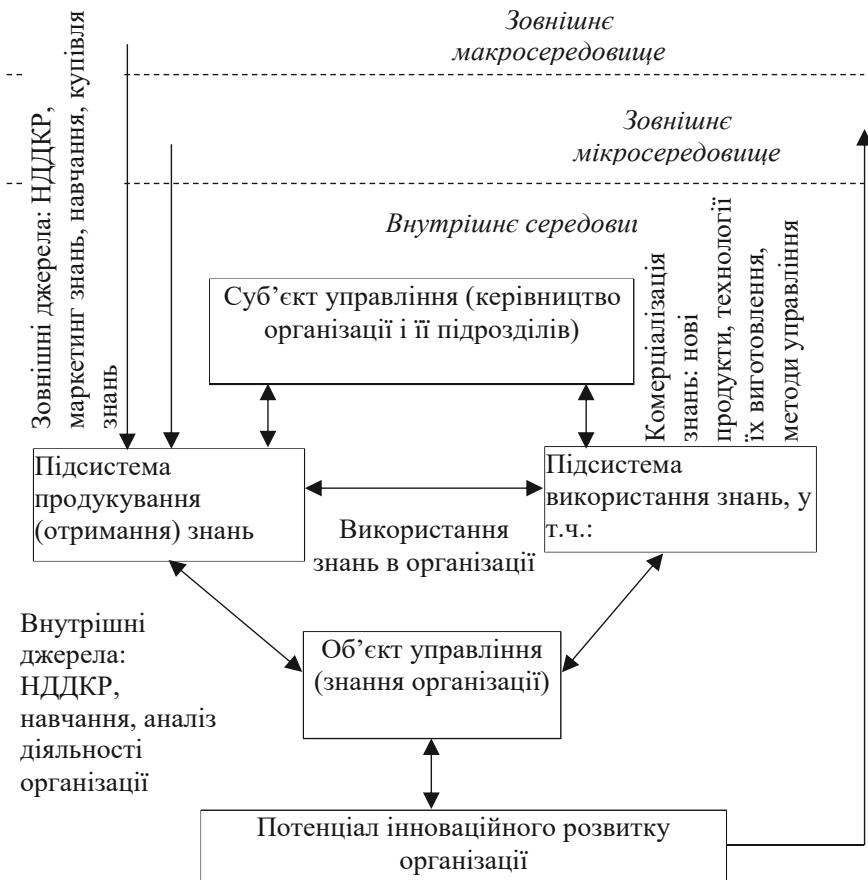 Зовнішнє
макросередовище
Зовнішнє
мікросередовище
Внутрішнє середовиі
Зовнішні джерела: НДДКР,
маркетинг знань, навчання, купівля
знань
Суб’єкт управління (керівництво
організації і її підрозділів)
Комерціалізація
знань: нові
продукти, технології
їх виготовлення,
методи управління
Підсистема
продукування
(отримання) знань
Підсистема
використання знань, у
т.ч.:
Використання
знань в організації
Внутрішні
джерела:
НДДКР,
навчання, аналіз
діяльності
організації
Об’єкт управління
(знання організації)
Потенціал інноваційного розвитку
організації